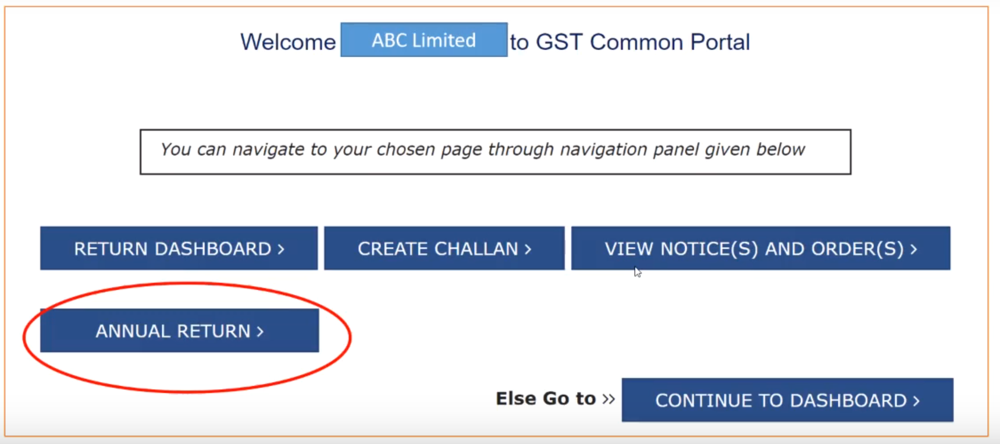 Welcome ABC Limited to GST Common Portal
You can navigate to your chosen page through navigation panel given below
RETURN DASHBOARD > CREATE CHALLAN > VIEW NOTICE(S) AND ORDER(S) >
ANNUAL RETURN >
Else Go to >> CONTINUE TO DASHBOARD >